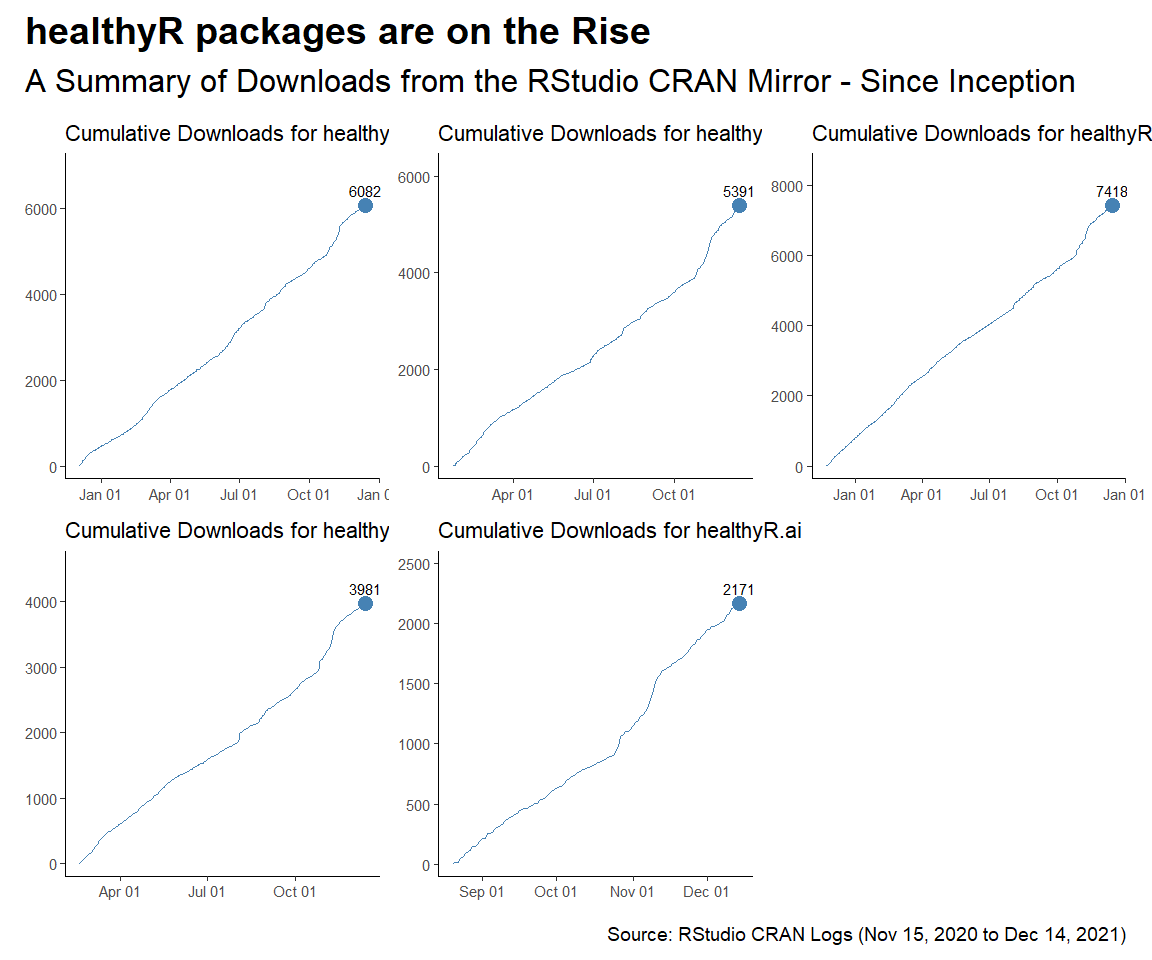 healthyR packages are on the Rise
A Summary of Downloads from the RStudio CRAN Mirror - Since Inception
Cumulative Downloads for healthy
6082
6000
4000
2000
0
Jan 01 Apr 01 Jul 01 Oct 01 Jan 0
Cumulative Downloads for healthy
5391
6000
4000
2000
0
Apr 01 Jul 01 Oct 01
Cumulative Downloads for healthyR
7418
8000
6000
4000
2000
0
Jan 01 Apr 01 Jul 01 Oct 01 Jan 01
Cumulative Downloads for healthy
3981
4000
3000
2000
1000
0
Apr 01 Jul 01 Oct 01
Cumulative Downloads for healthyR.ai
2171
2500
2000
1500
1000
500
0
Sep 01 Oct 01 Nov 01 Dec 01
Source: RStudio CRAN Logs (Nov 15, 2020 to Dec 14, 2021)